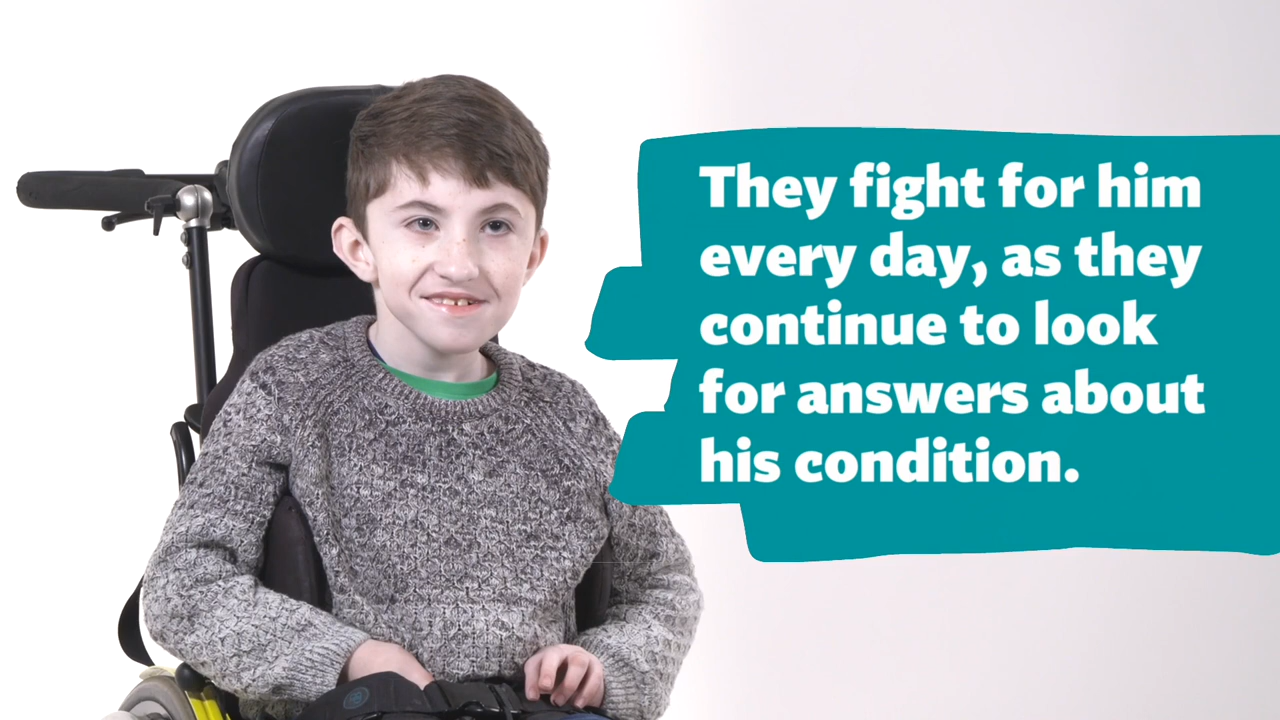 They fight for him
every day, as they
continue to look
for answers about
his condition.